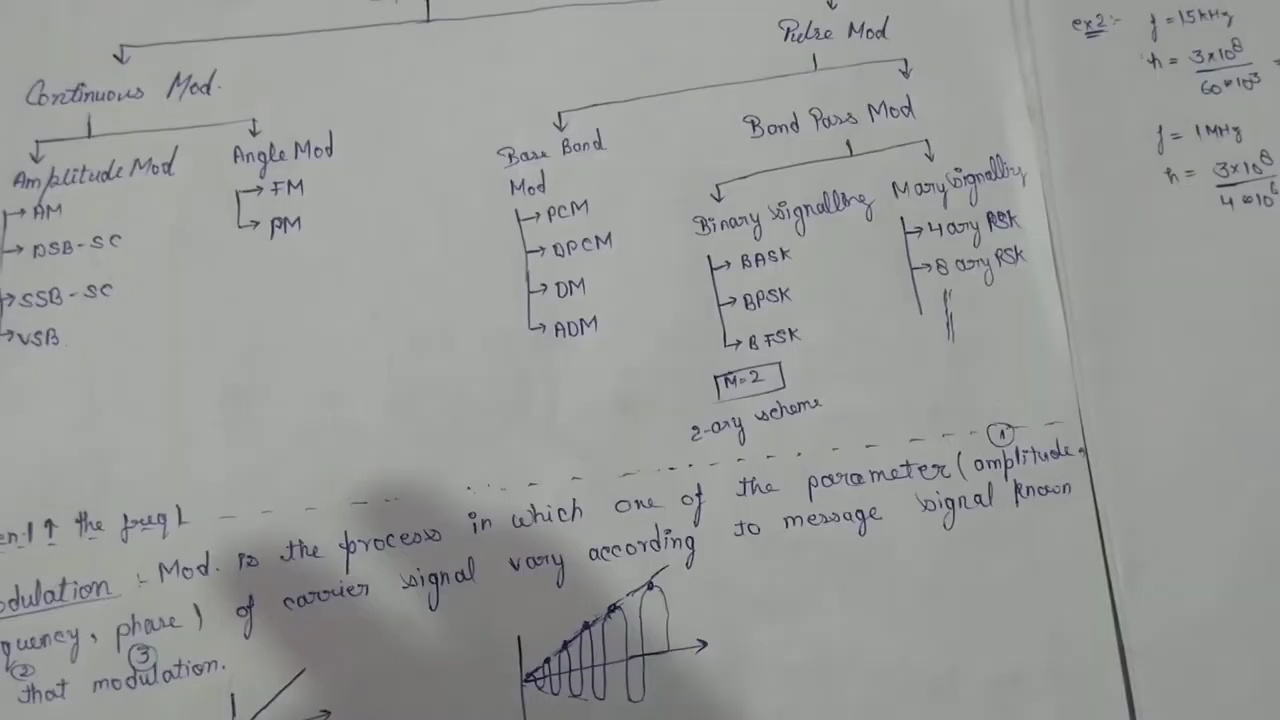 Pulse Mod
Continuous Mod.
Amplitude Mod
AM
DSB-SC
SSB-SC
VSB
Angle Mod
FM
PM
Base Band
Mod
PCM
DPCM
DM
ADM
Band Pass Mod
Binary signalling
BASK
BPSK
BFSK
M=2
2-ary scheme
Mary signalling
4 ary PSK
8 ary PSK
ex2:- f = 15kHz
h = 3×10⁸
60*10³ =
f = 1MHz
h = 3×10⁸
4*10⁶
↑ the freq
odulation :- Mod. is the process in which one of the parameter (amplitude, ①
quency, phase) of carrier signal vary according to message signal known
② ③
that modulation.